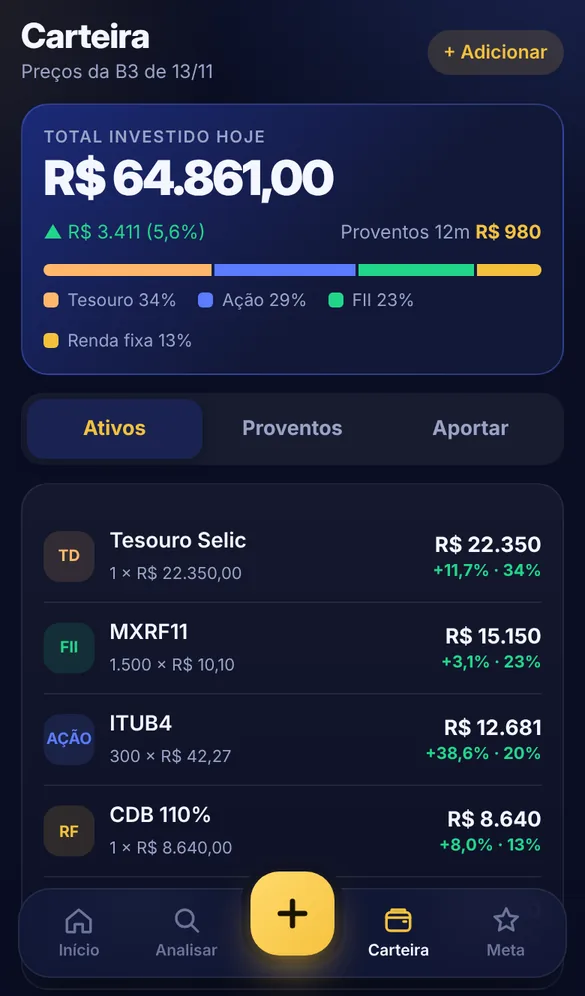 Carteira
Preços da B3 de 13/11
+ Adicionar
TOTAL INVESTIDO HOJE
R$ 64.861,00
▲ R$ 3.411 (5,6%)
Proventos 12m R$ 980
Tesouro 34% Ação 29% FII 23%
Renda fixa 13%
Ativos Proventos Aportar
TD
Tesouro Selic
1 × R$ 22.350,00
R$ 22.350
+11,7% · 34%
FII
MXRF11
1.500 × R$ 10,10
R$ 15.150
+3,1% · 23%
AÇÃO
ITUB4
300 × R$ 42,27
R$ 12.681
+38,6% · 20%
RF
CDB 110%
1 × R$ 8.640,00
R$ 8.640
+8,0% · 13%
+
Início Analisar Carteira Meta